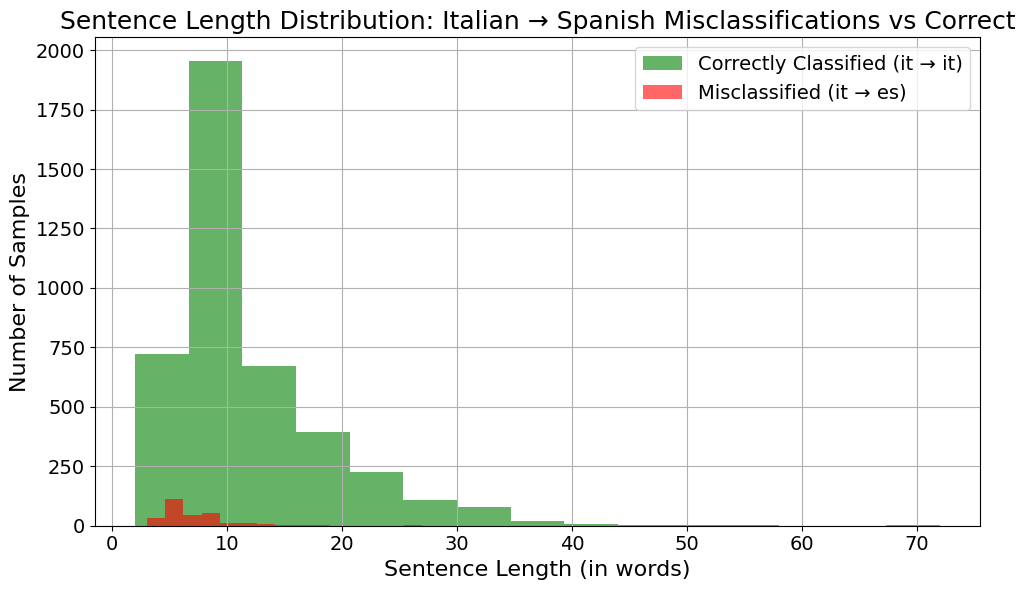 Sentence Length Distribution: Italian → Spanish Misclassifications vs Correct
Correctly Classified (it → it)
Misclassified (it → es)
Number of Samples
2000
1750
1500
1250
1000
750
500
250
0
0 10 20 30 40 50 60 70
Sentence Length (in words)